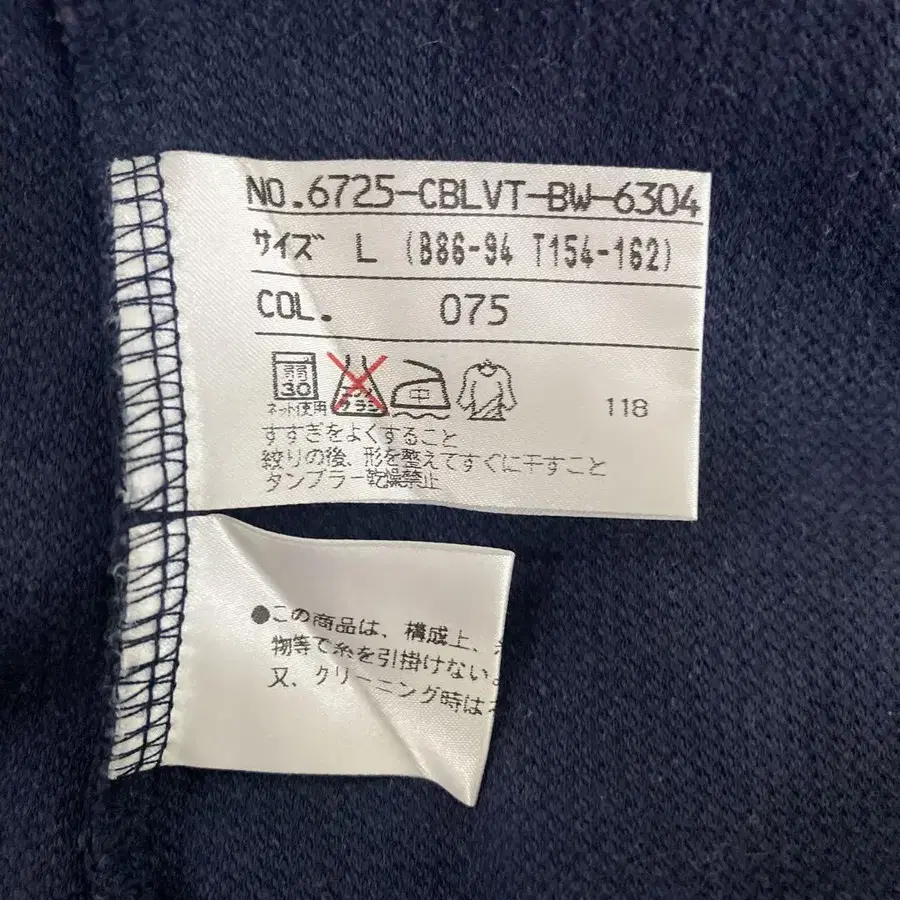 NO.6725-CBLVT-BW-6304
サイズ L (B86-94 T154-162)
COL. 075
弱
30
エンソ
ネット使用
中
118
すすぎをよくすること
絞りの後、形を整えてすぐに干すこと
タンブラー乾燥禁止
●この商品は、構成上、
物等で糸を引掛けない
又、クリーニング時はネ